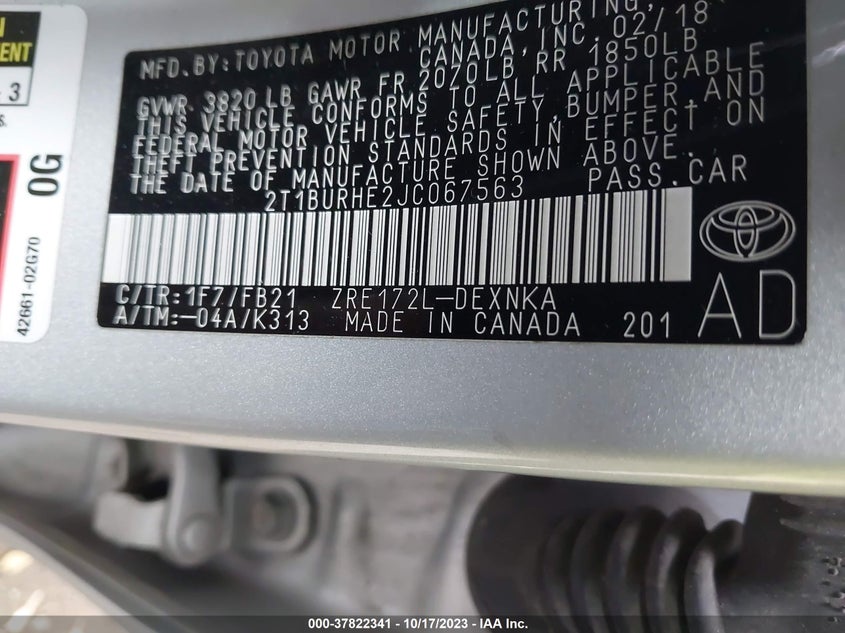 MFD. BY: TOYOTA MOTOR MANUFACTURING,
CANADA, INC. 02/18
GVWR 3820 LB GAWR FR 2070LB RR 1850LB
THIS VEHICLE CONFORMS TO ALL APPLICABLE
FEDERAL MOTOR VEHICLE SAFETY, BUMPER, AND
THEFT PREVENTION STANDARDS IN EFFECT ON
THE DATE OF MANUFACTURE SHOWN ABOVE.
2T1BURHE2JC067563 PASS. CAR
C/TR: 1F7/FB21 ZRE172L-DEXNKA
A/TM: -04A/K313 MADE IN CANADA 201
AD
3
s.
0G
42661-02G70
000-37822341 - 10/17/2023 - IAA Inc.